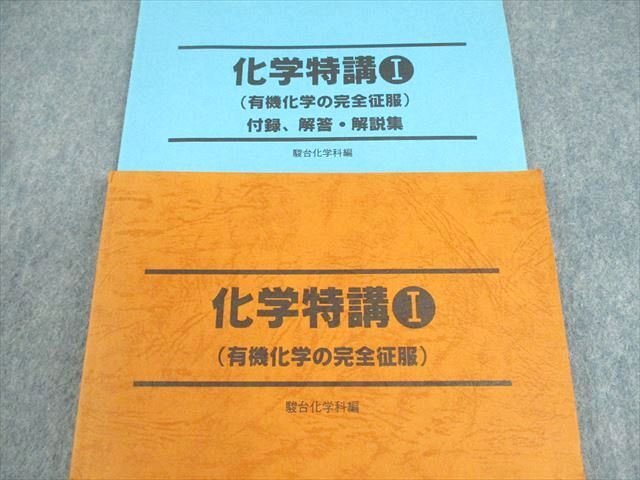 化学特講Ⅰ
(有機化学の完全征服)
付録、解答・解説集
駿台化学科編
化学特講Ⅰ
(有機化学の完全征服)
駿台化学科編